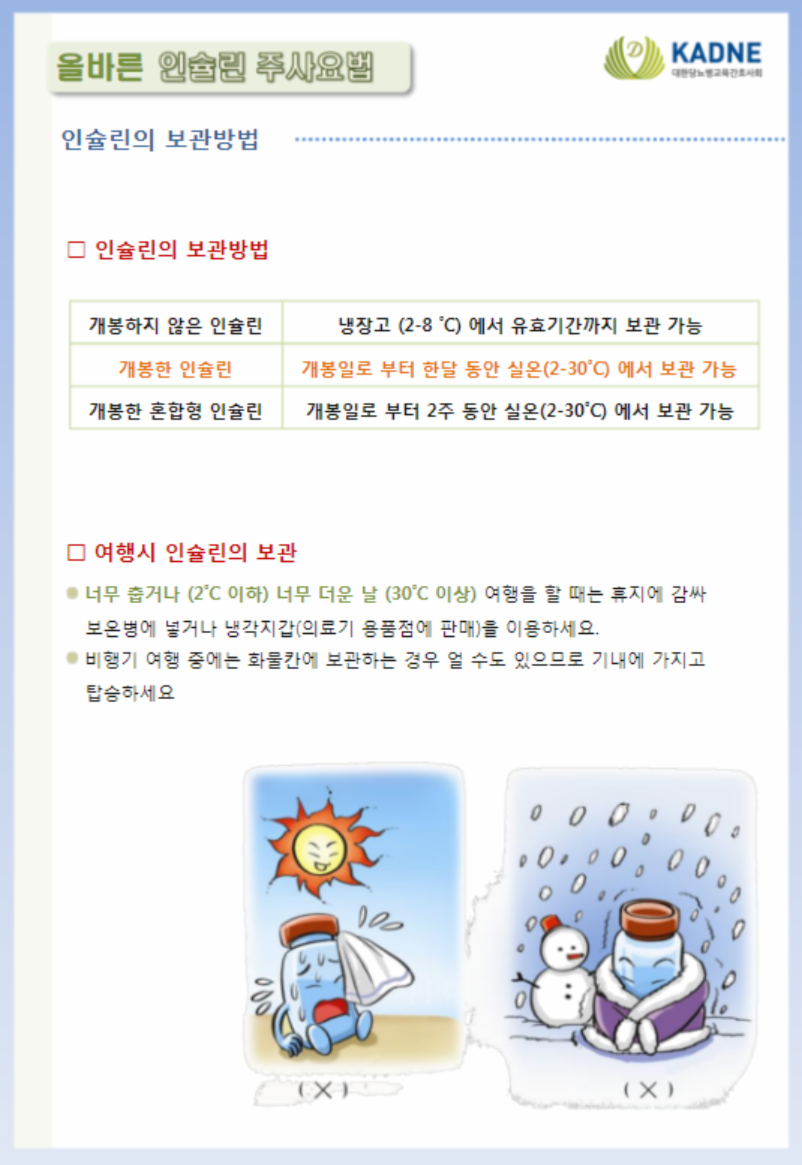 올바른 인슐린 주사요법
KADNE
대한당뇨병교육간호사회
인슐린의 보관방법
□ 인슐린의 보관방법
개봉하지 않은 인슐린 냉장고 (2-8 ˚C) 에서 유효기간까지 보관 가능
개봉한 인슐린 개봉일로 부터 한달 동안 실온(2-30˚C) 에서 보관 가능
개봉한 혼합형 인슐린 개봉일로 부터 2주 동안 실온(2-30˚C) 에서 보관 가능
□ 여행시 인슐린의 보관
너무 춥거나 (2˚C 이하) 너무 더운 날 (30˚C 이상) 여행을 할 때는 휴지에 감싸
보온병에 넣거나 냉각지갑(의료기 용품점에 판매)을 이용하세요.
비행기 여행 중에는 화물칸에 보관하는 경우 얼 수도 있으므로 기내에 가지고
탑승하세요
( X ) ( X )